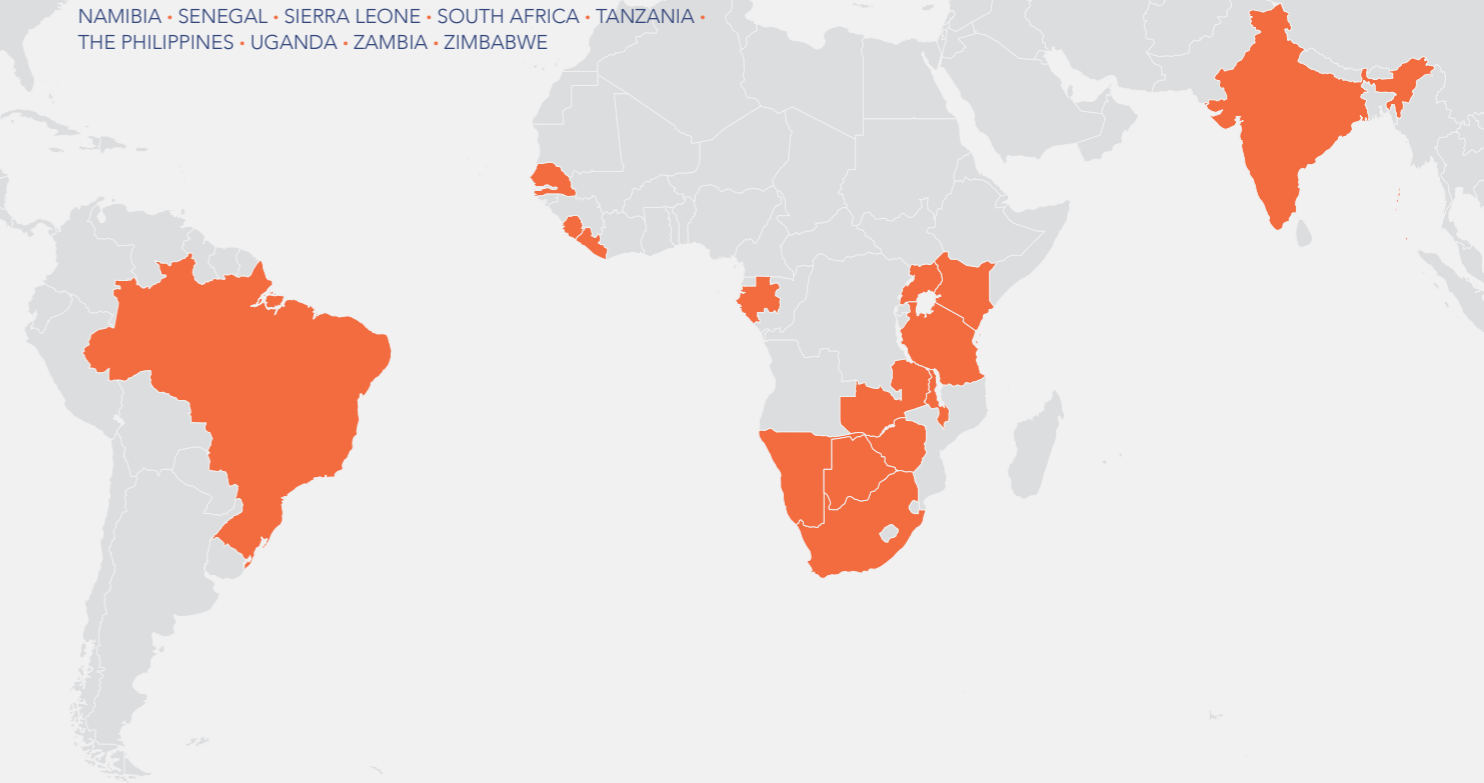 NAMIBIA • SENEGAL • SIERRA LEONE • SOUTH AFRICA • TANZANIA •
THE PHILIPPINES • UGANDA • ZAMBIA • ZIMBABWE